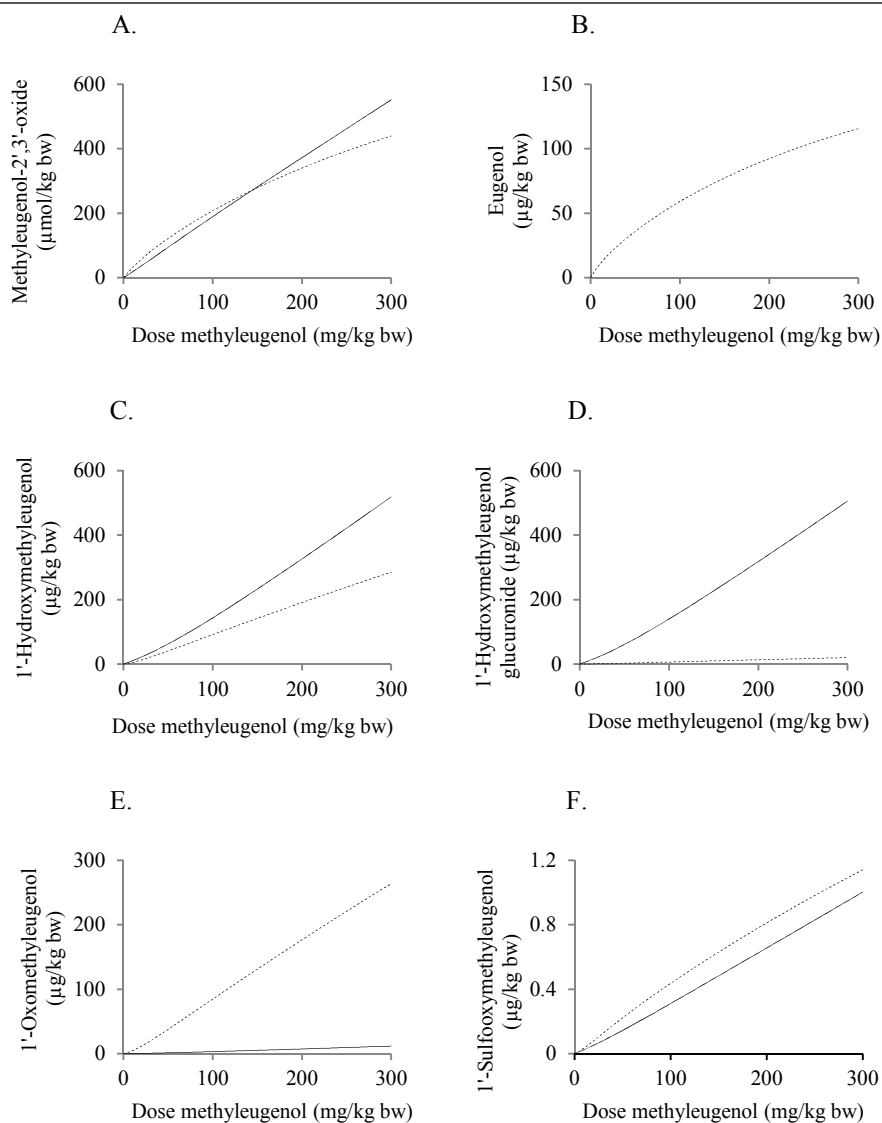 A.
Methyleugenol-2',3'-oxide
(µmol/kg bw)
600
400
200
0
0 100 200 300
Dose methyleugenol (mg/kg bw)
B.
Eugenol
(µg/kg bw)
150
100
50
0
0 100 200 300
Dose methyleugenol (mg/kg bw)
C.
1'-Hydroxymethyleugenol
(µg/kg bw)
600
400
200
0
0 100 200 300
Dose methyleugenol (mg/kg bw)
D.
1'-Hydroxymethyleugenol
glucuronide (µg/kg bw)
600
400
200
0
0 100 200 300
Dose methyleugenol (mg/kg bw)
E.
1'-Oxomethyleugenol
(µg/kg bw)
300
200
100
0
0 100 200 300
Dose methyleugenol (mg/kg bw)
F.
1'-Sulfooxymethyleugenol
(µg/kg bw)
1.2
0.8
0.4
0
0 100 200 300
Dose methyleugenol (mg/kg bw)